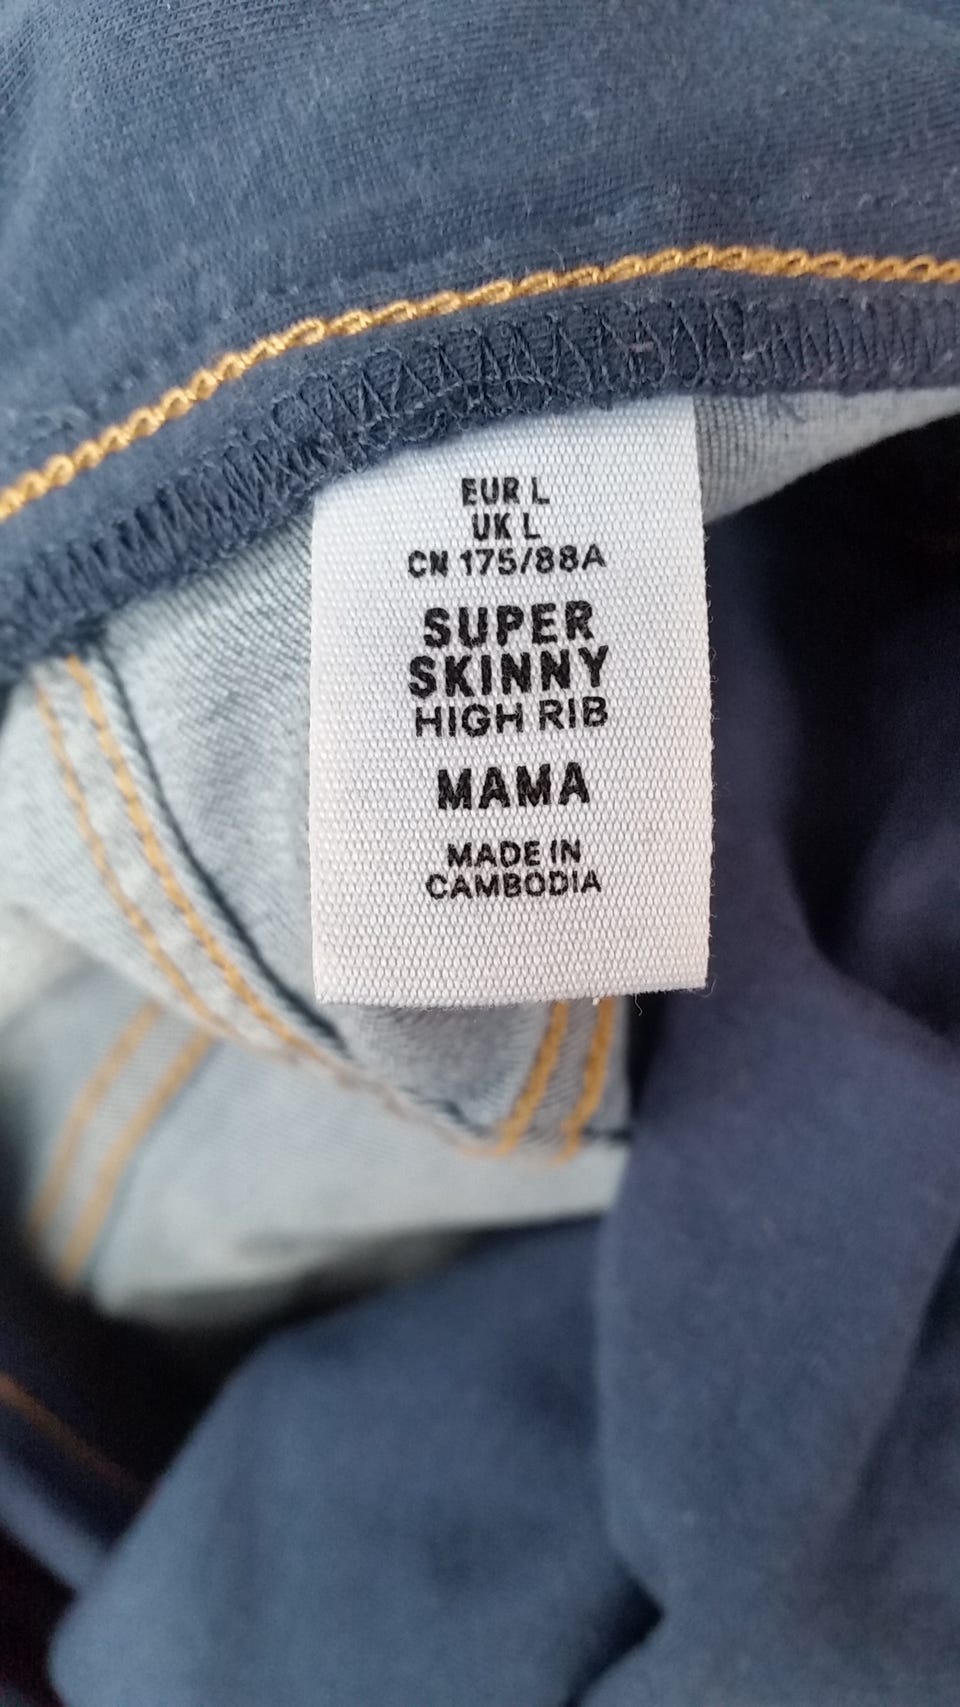 EUR L
UK L
CN 175/88A
SUPER
SKINNY
HIGH RIB
MAMA
MADE IN
CAMBODIA